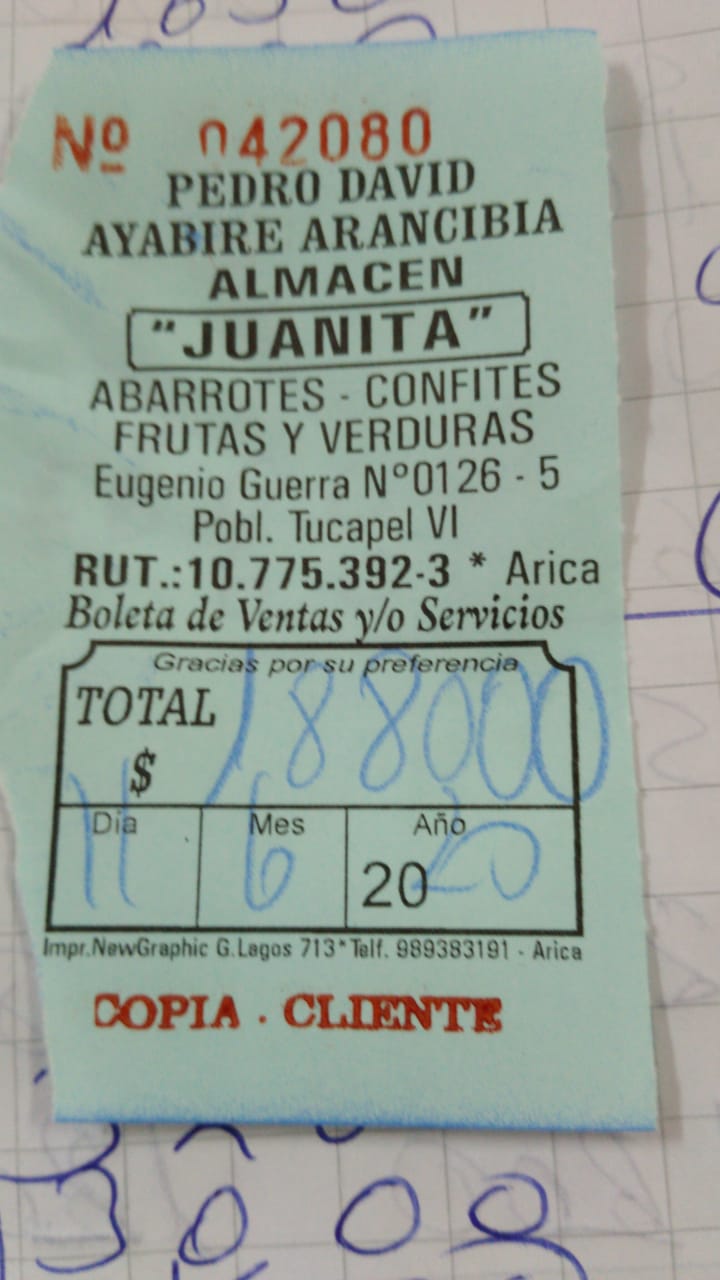 Nº 042080
PEDRO DAVID
AYABIRE ARANCIBIA
ALMACEN
"JUANITA"
ABARROTES - CONFITES
FRUTAS Y VERDURAS
Eugenio Guerra Nº0126 - 5
Pobl. Tucapel VI
RUT.:10.775.392-3 * Arica
Boleta de Ventas y/o Servicios
Gracias por su preferencia
TOTAL
$ 188000
Día Mes Año
11 6 2020
Impr.NewGraphic G.Lagos 713*Telf. 989383191 - Arica
COPIA . CLIENTE